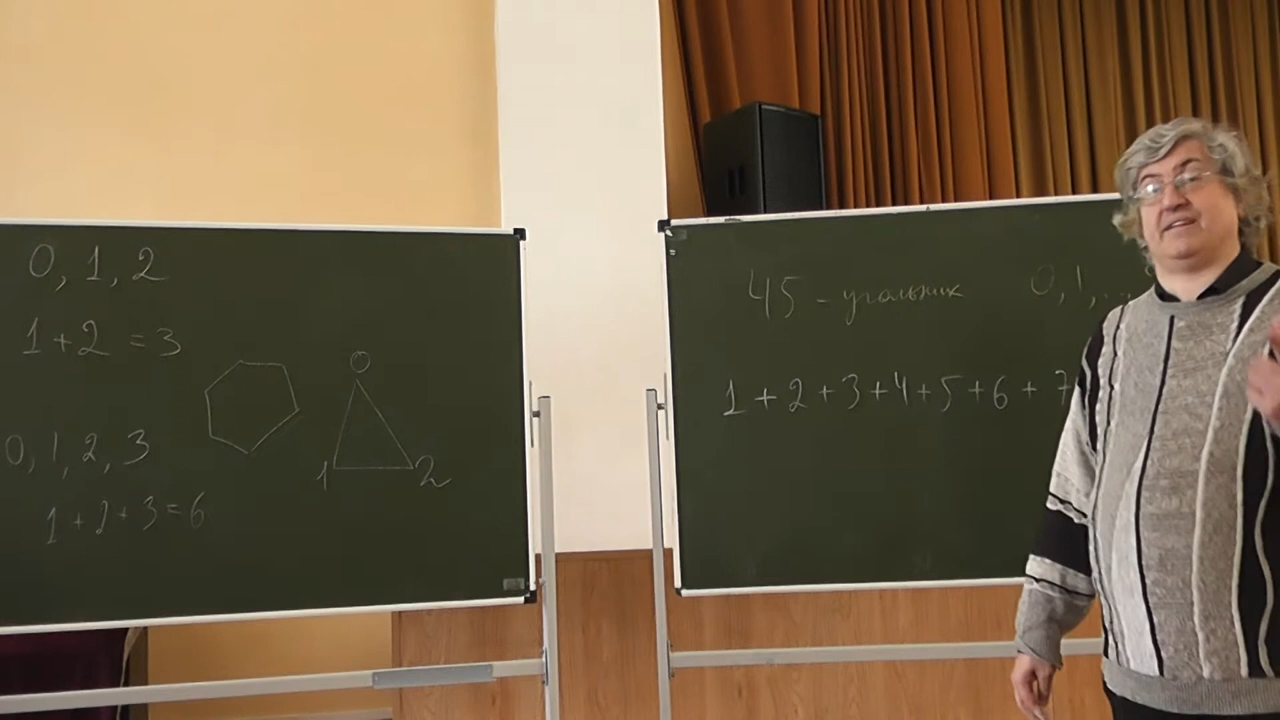 0, 1, 2
1+2 = 3
0, 1, 2, 3
1+2+3=6
0
1
2
45 - угольник 0, 1, ...
1+2+3+4+5+6+7